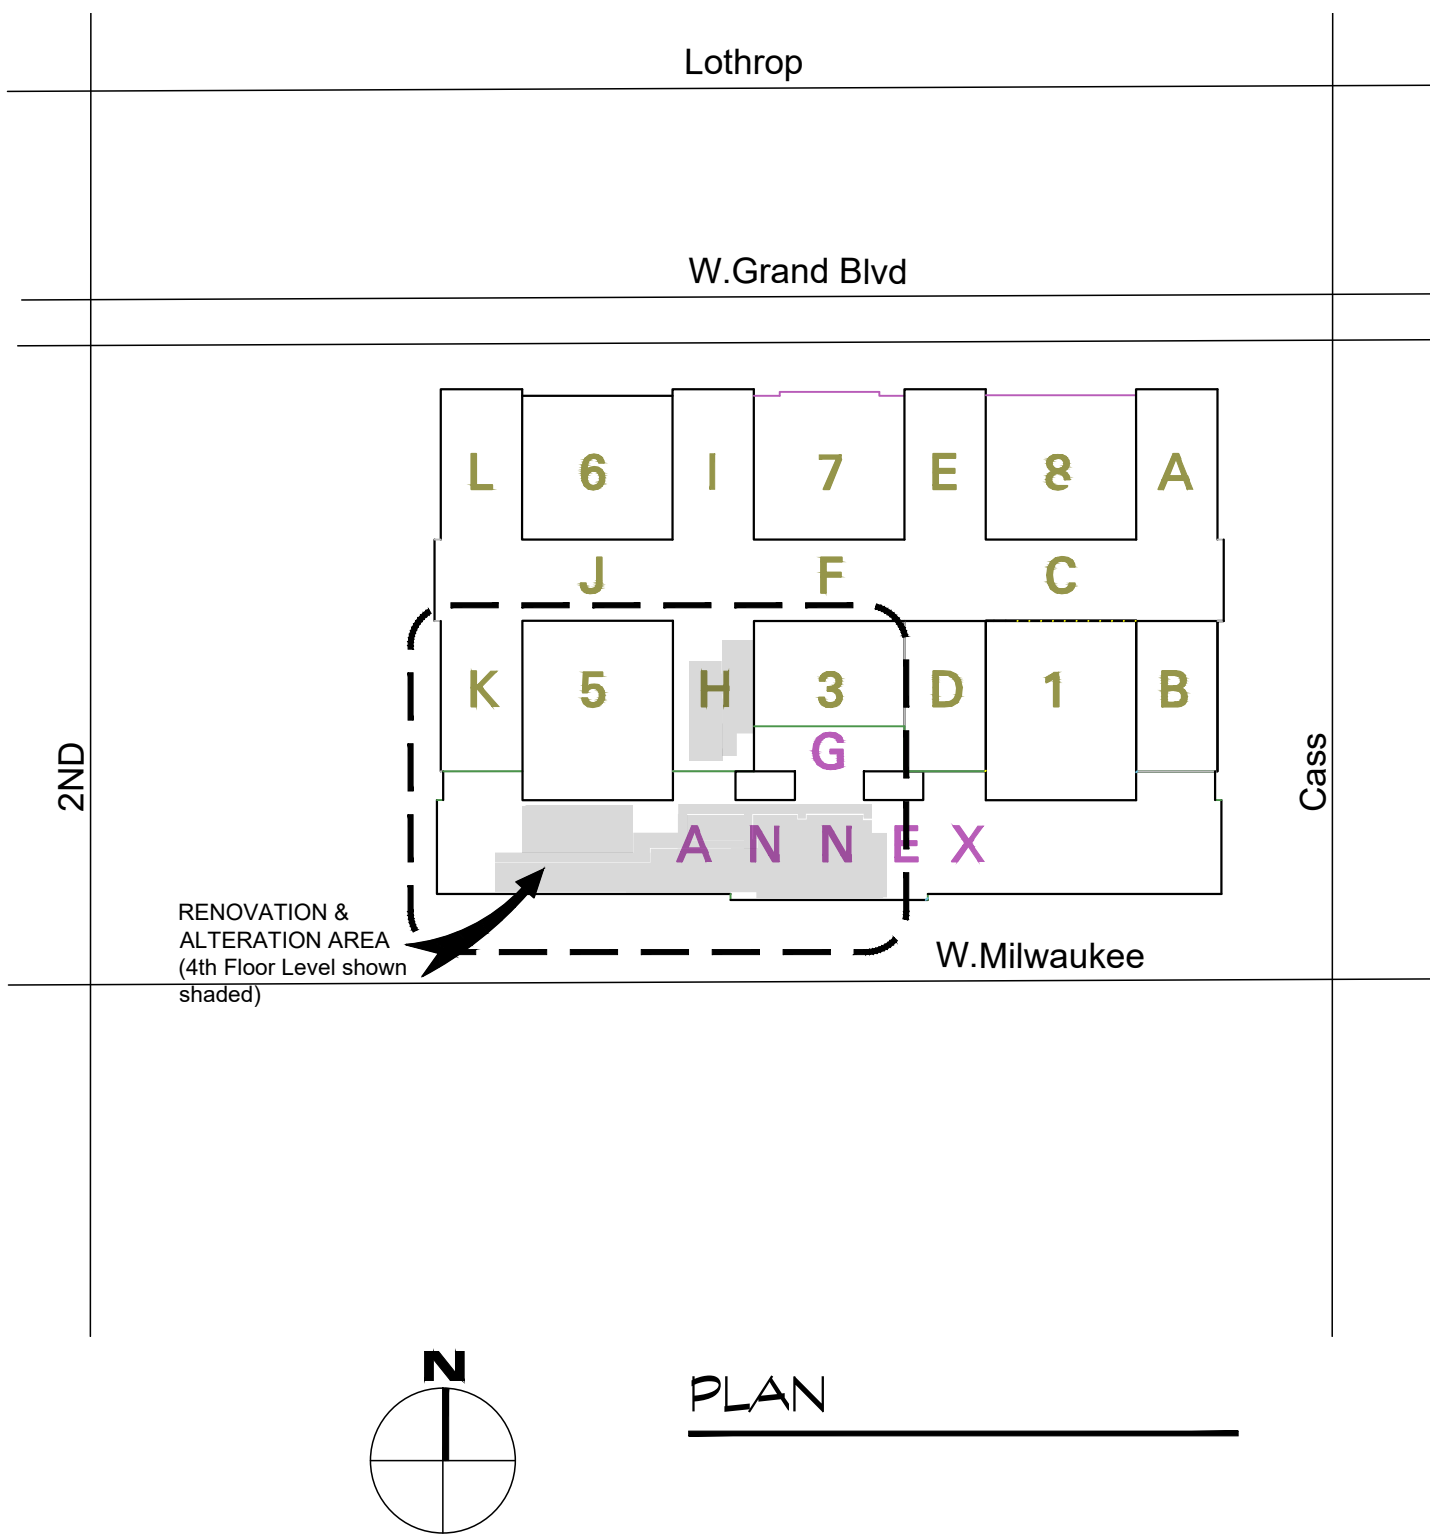 Lothrop
W.Grand Blvd
L 6 I 7 E 8 A
J F C
K 5 H 3 D 1 B
G
2ND
Cass
ANNEX
RENOVATION &
ALTERATION AREA
(4th Floor Level shown
shaded)
W.Milwaukee
N
PLAN